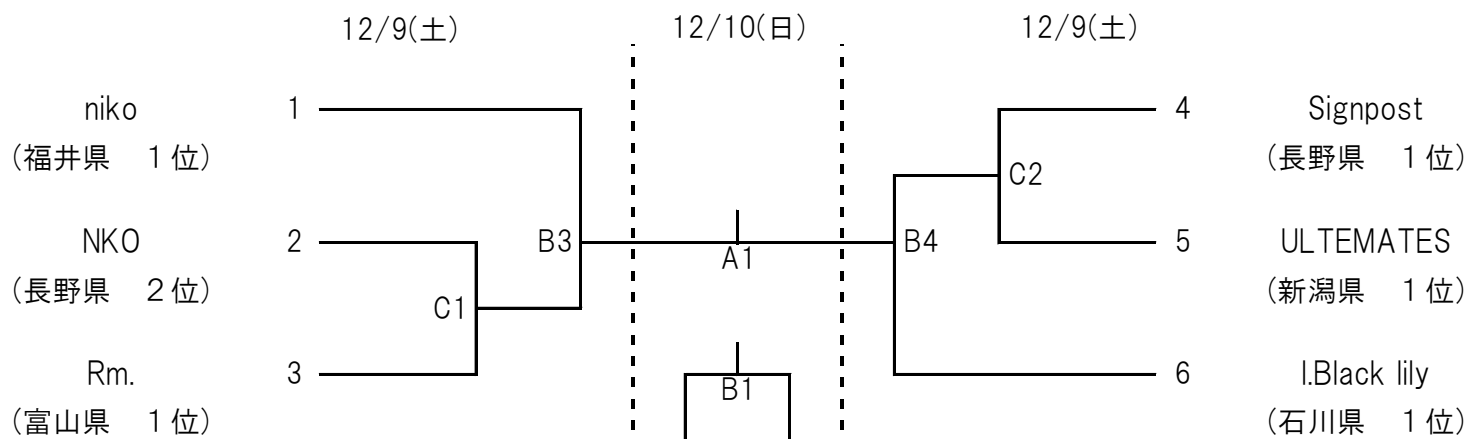 12/9(土) 12/10(日) 12/9(土)
niko 1 4 Signpost
(福井県　1位) (長野県　1位)
C2
NKO 2 B3 A1 B4 5 ULTEMATES
(長野県　2位) (新潟県　1位)
C1
Rm. 3 B1 6 I.Black lily
(富山県　1位) (石川県　1位)